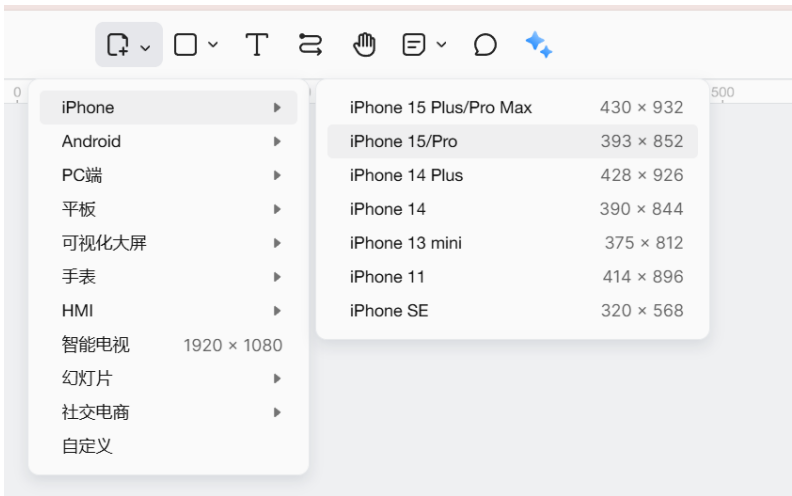 0
500
iPhone
Android
PC端
平板
可视化大屏
手表
HMI
智能电视 1920 × 1080
幻灯片
社交电商
自定义
iPhone 15 Plus/Pro Max 430 × 932
iPhone 15/Pro 393 × 852
iPhone 14 Plus 428 × 926
iPhone 14 390 × 844
iPhone 13 mini 375 × 812
iPhone 11 414 × 896
iPhone SE 320 × 568